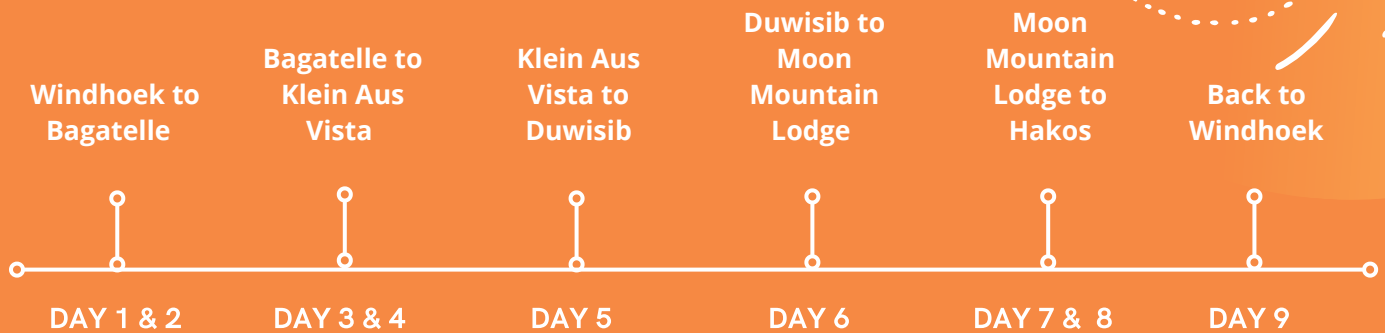 Windhoek to
Bagatelle
Bagatelle to
Klein Aus
Vista
Klein Aus
Vista to
Duwisib
Duwisib to
Moon
Mountain
Lodge
Moon
Mountain
Lodge to
Hakos
Back to
Windhoek
DAY 1 & 2
DAY 3 & 4
DAY 5
DAY 6
DAY 7 & 8
DAY 9